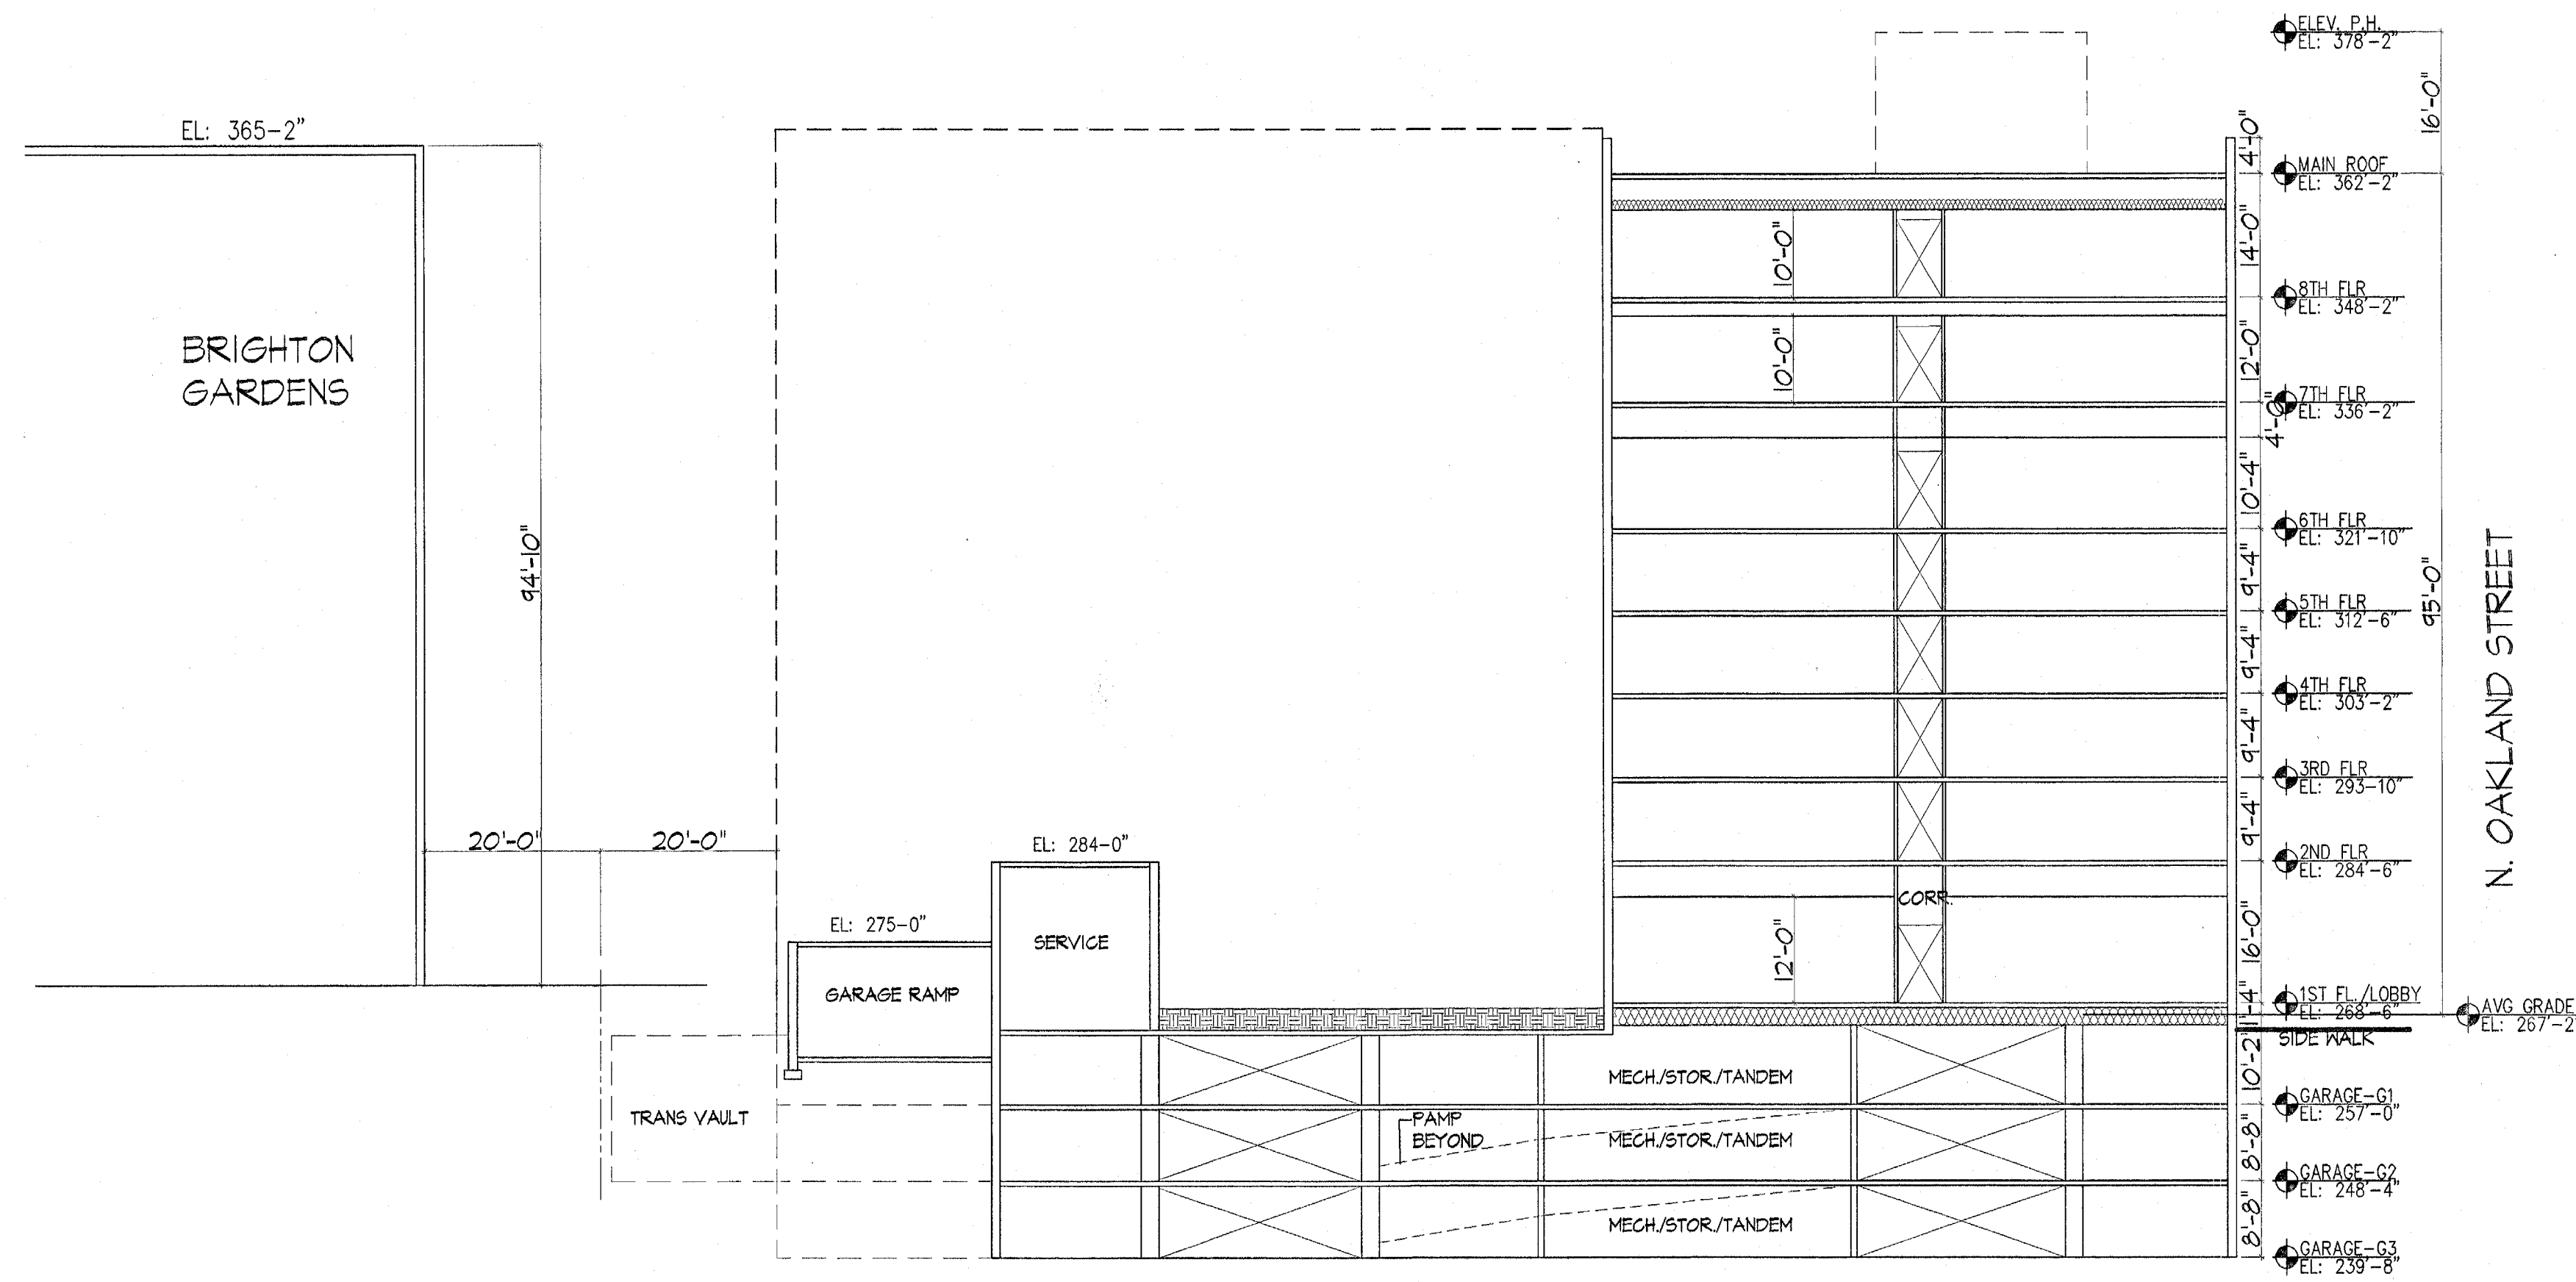 ELEV. P.H.
EL: 378'-2"
16'-0"
4'-0"
EL: 365-2"
MAIN ROOF
EL: 362'-2"
14'-0"
10'-0"
8TH FLR
EL: 348'-2"
BRIGHTON
GARDENS
12'-0"
10'-0"
7TH FLR
EL: 336'-2"
4'-0"
10'-4"
6TH FLR
EL: 321'-10"
94'-10"
9'-4"
5TH FLR
EL: 312'-6"
95'-0"
N. OAKLAND STREET
9'-4"
4TH FLR
EL: 303'-2"
9'-4"
3RD FLR
EL: 293-10"
9'-4"
20'-0"
20'-0"
EL: 284-0"
2ND FLR
EL: 284'-6"
CORR.
EL: 275-0"
SERVICE
12'-0"
16'-0"
GARAGE RAMP
1ST FL./LOBBY
EL: 268'-6"
1'-4"
AVG GRADE
EL: 267'-2
SIDE WALK
10'-2"
MECH./STOR./TANDEM
GARAGE-G1
EL: 257'-0"
TRANS VAULT
PAMP
BEYOND
MECH./STOR./TANDEM
8'-8"
GARAGE-G2
EL: 248'-4"
MECH./STOR./TANDEM
8'-8"
GARAGE-G3
EL: 239'-8"